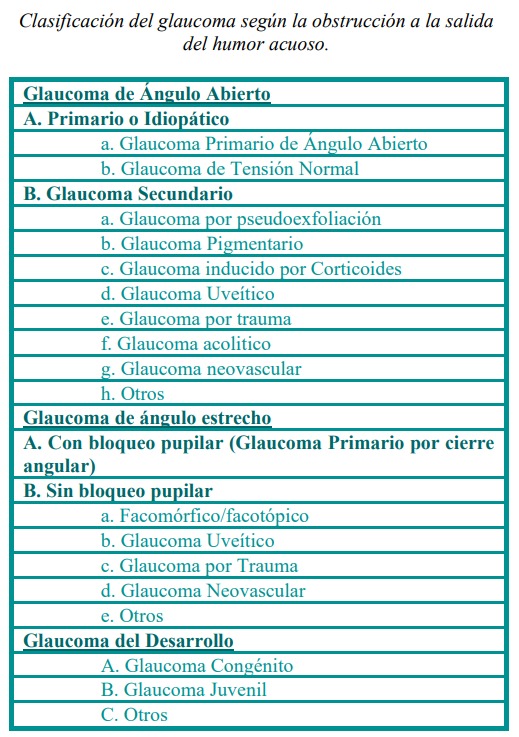 Clasificación del glaucoma según la obstrucción a la salida
del humor acuoso.
Glaucoma de Ángulo Abierto
A. Primario o Idiopático
a. Glaucoma Primario de Ángulo Abierto
b. Glaucoma de Tensión Normal
B. Glaucoma Secundario
a. Glaucoma por pseudoexfoliación
b. Glaucoma Pigmentario
c. Glaucoma inducido por Corticoides
d. Glaucoma Uveítico
e. Glaucoma por trauma
f. Glaucoma acolitico
g. Glaucoma neovascular
h. Otros
Glaucoma de ángulo estrecho
A. Con bloqueo pupilar (Glaucoma Primario por cierre
angular)
B. Sin bloqueo pupilar
a. Facomórfico/facotópico
b. Glaucoma Uveítico
c. Glaucoma por Trauma
d. Glaucoma Neovascular
e. Otros
Glaucoma del Desarrollo
A. Glaucoma Congénito
B. Glaucoma Juvenil
C. Otros